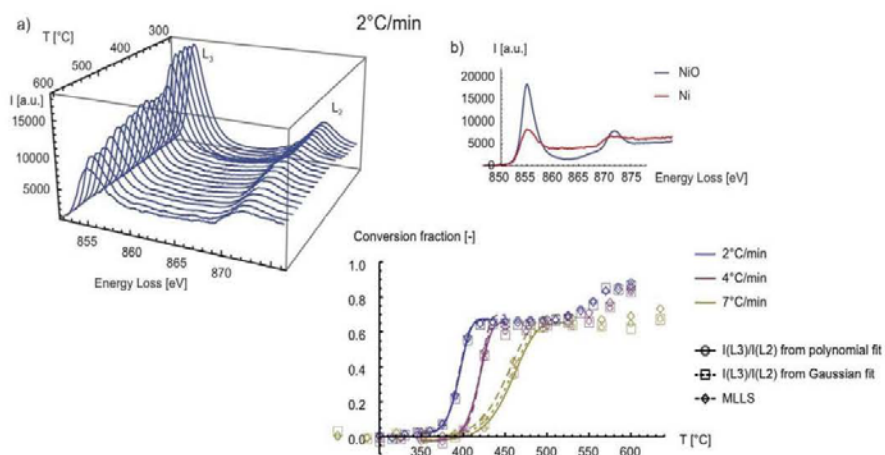 a)
2°C/min
T [°C]
300
400
500
600
I [a.u.]
15000
10000
5000
L3
L2
855
860
865
870
Energy Loss [eV]
b)
I [a.u.]
20000
15000
10000
5000
0
850 855 860 865 870 875
Energy Loss [eV]
NiO
Ni
Conversion fraction [-]
1.0
0.8
0.6
0.4
0.2
0.0
350 400 450 500 550 600
T [°C]
2°C/min
4°C/min
7°C/min
I(L3)/I(L2) from polynomial fit
I(L3)/I(L2) from Gaussian fit
MLLS